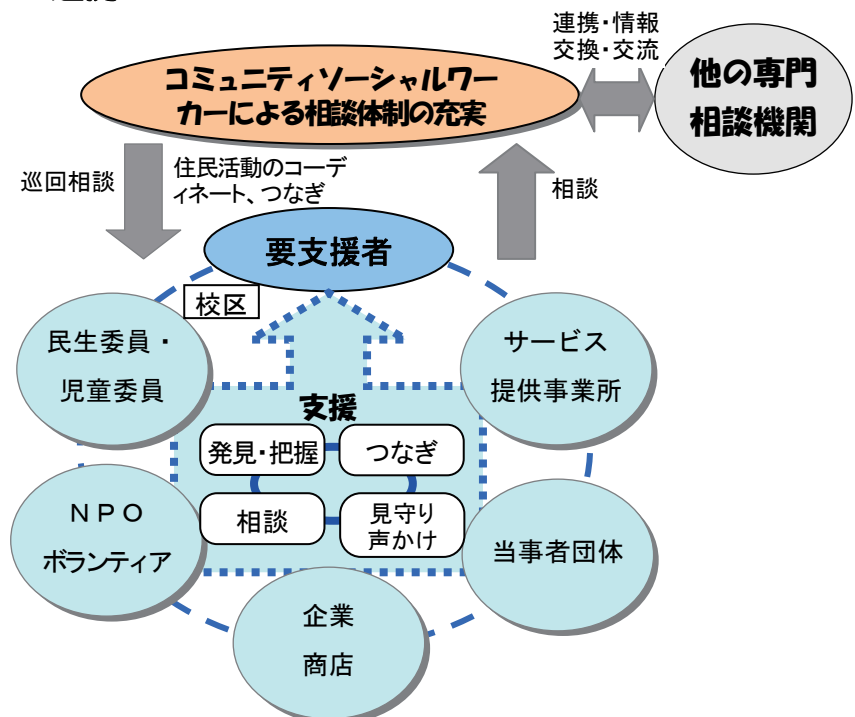 連携・情報
交換・交流
コミュニティソーシャルワー
カーによる相談体制の充実
他の専門
相談機関
巡回相談
住民活動のコーデ
ィネート、つなぎ
相談
要支援者
校区
民生委員・
児童委員
サービス
提供事業所
支援
発見・把握
つなぎ
相談
見守り
声かけ
NPO
ボランティア
当事者団体
企業
商店